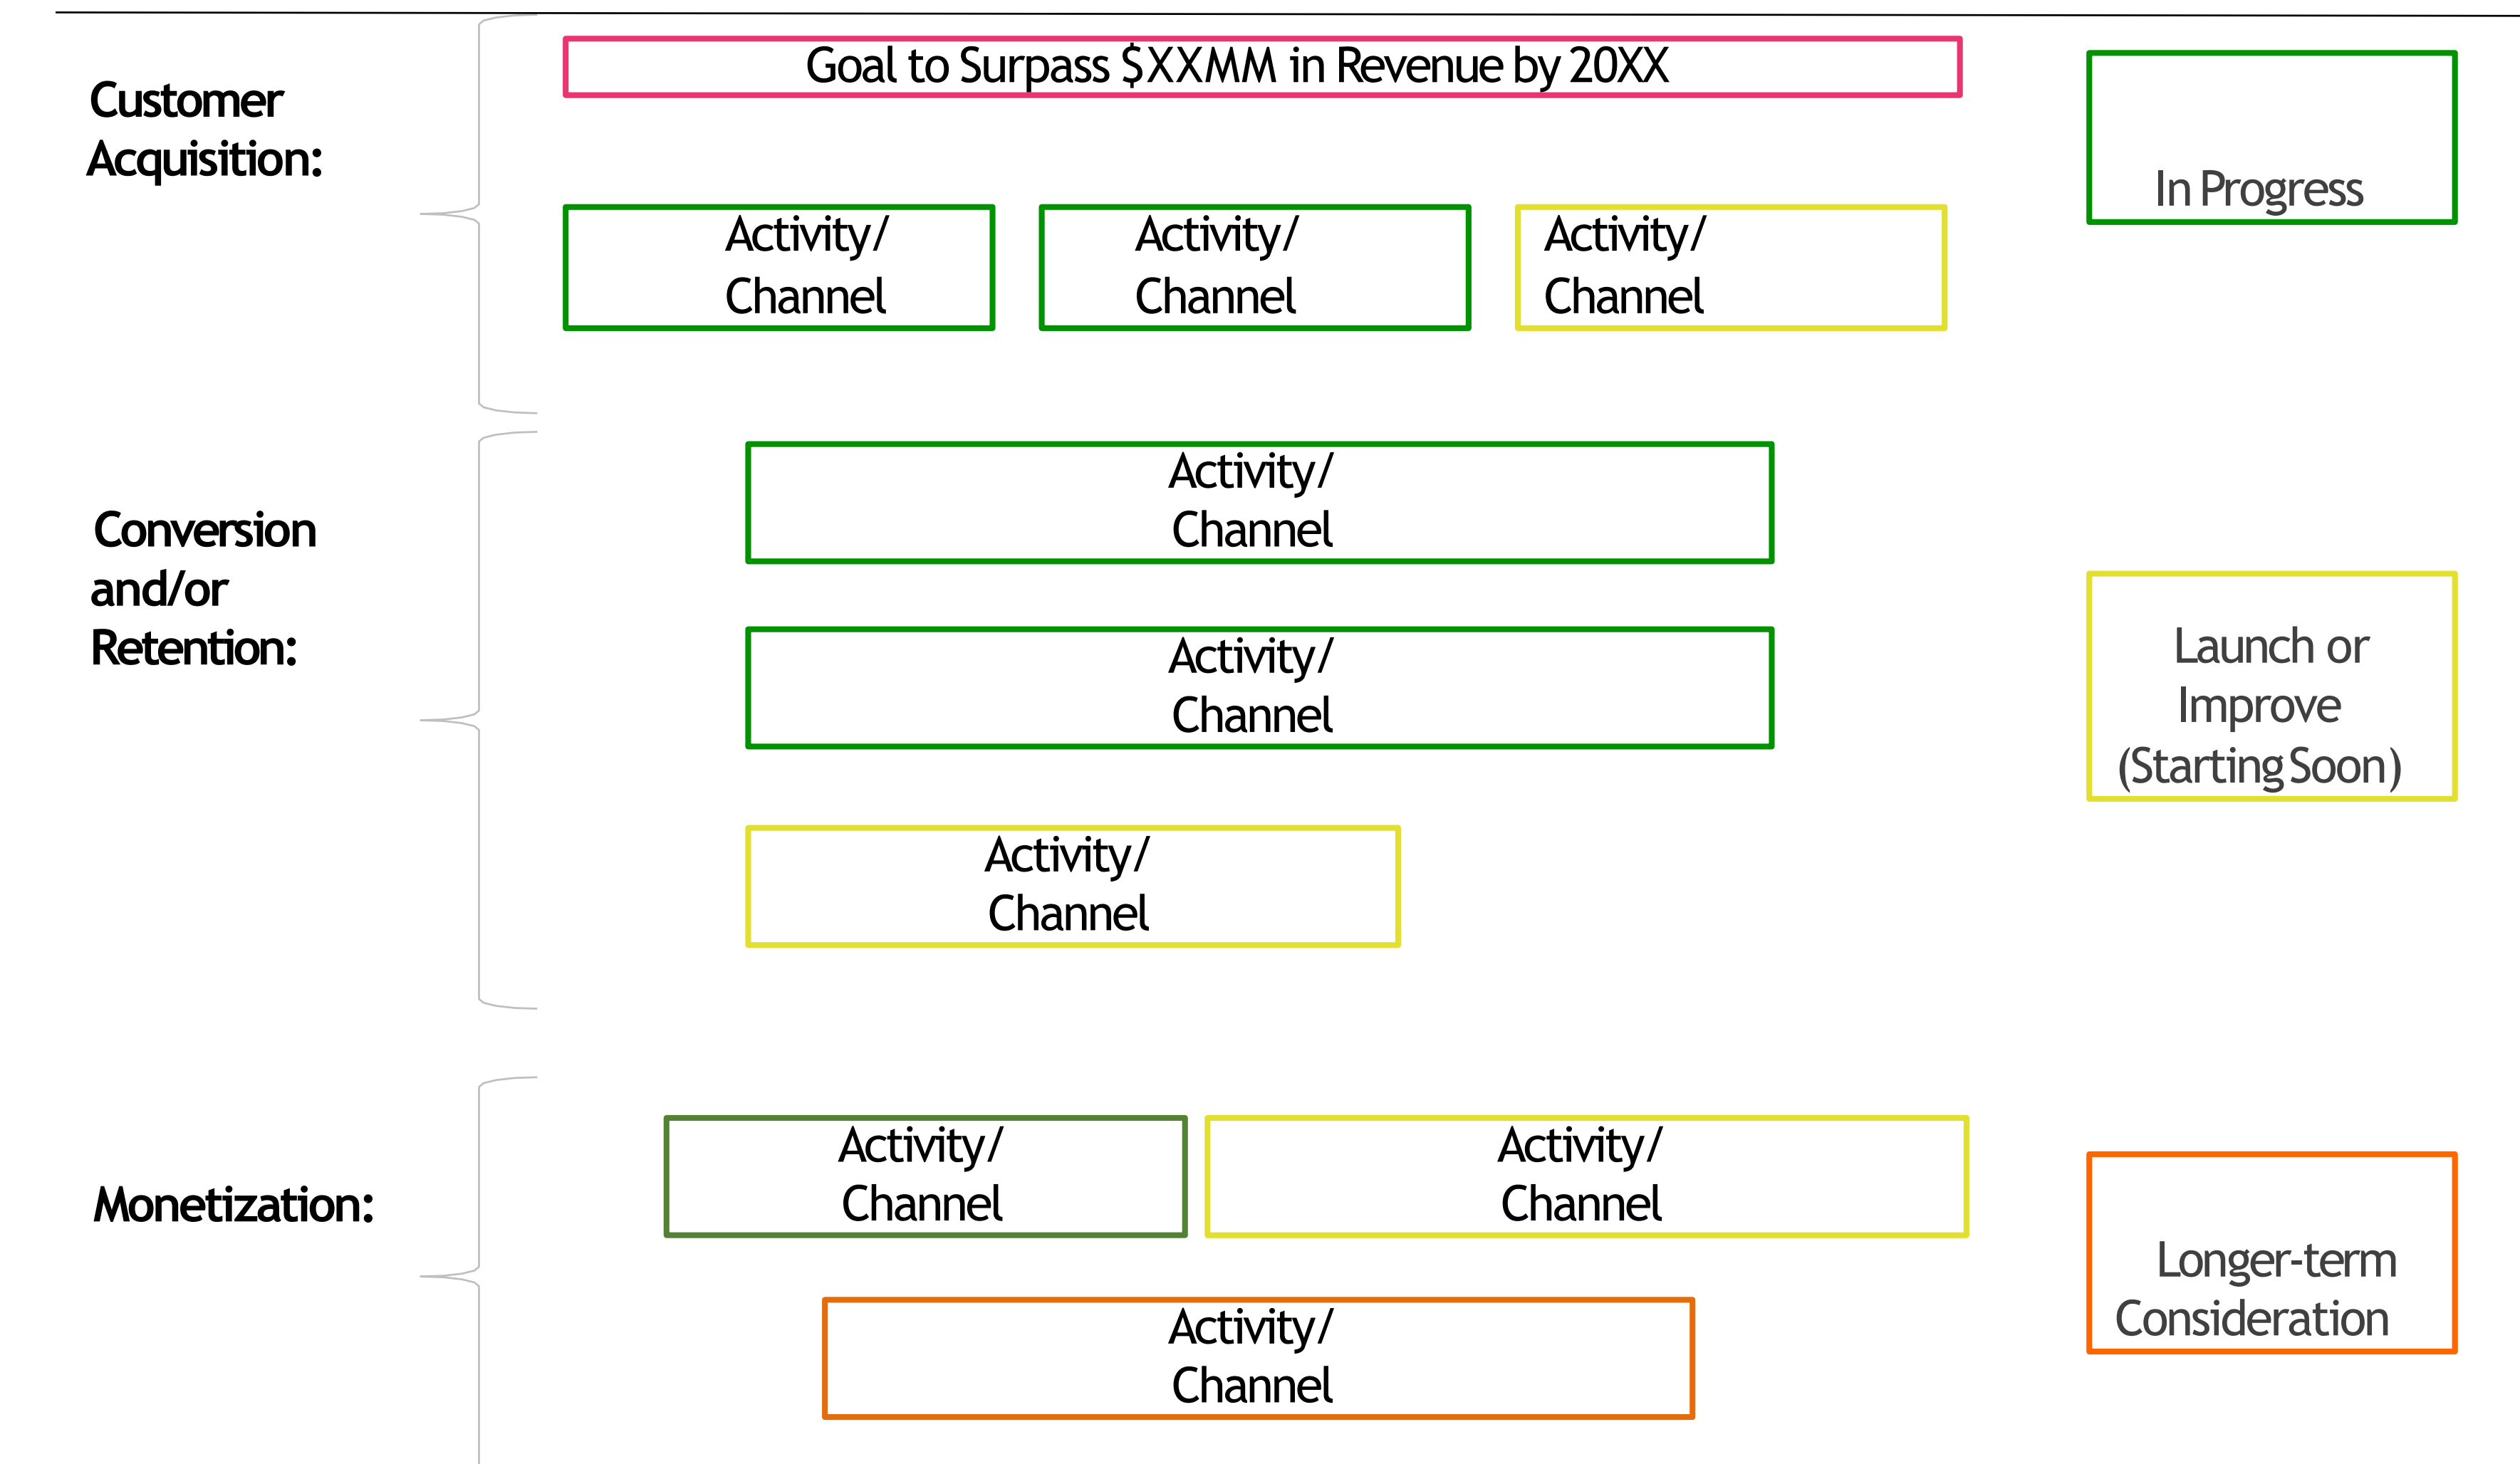 Goal to Surpass $XXMM in Revenue by 20XX
Customer
Acquisition:
In Progress
Activity/
Channel
Activity/
Channel
Activity/
Channel
Conversion
and/or
Retention:
Activity/
Channel
Activity/
Channel
Activity/
Channel
Launch or
Improve
(Starting Soon)
Monetization:
Activity/
Channel
Activity/
Channel
Activity/
Channel
Longer-term
Consideration